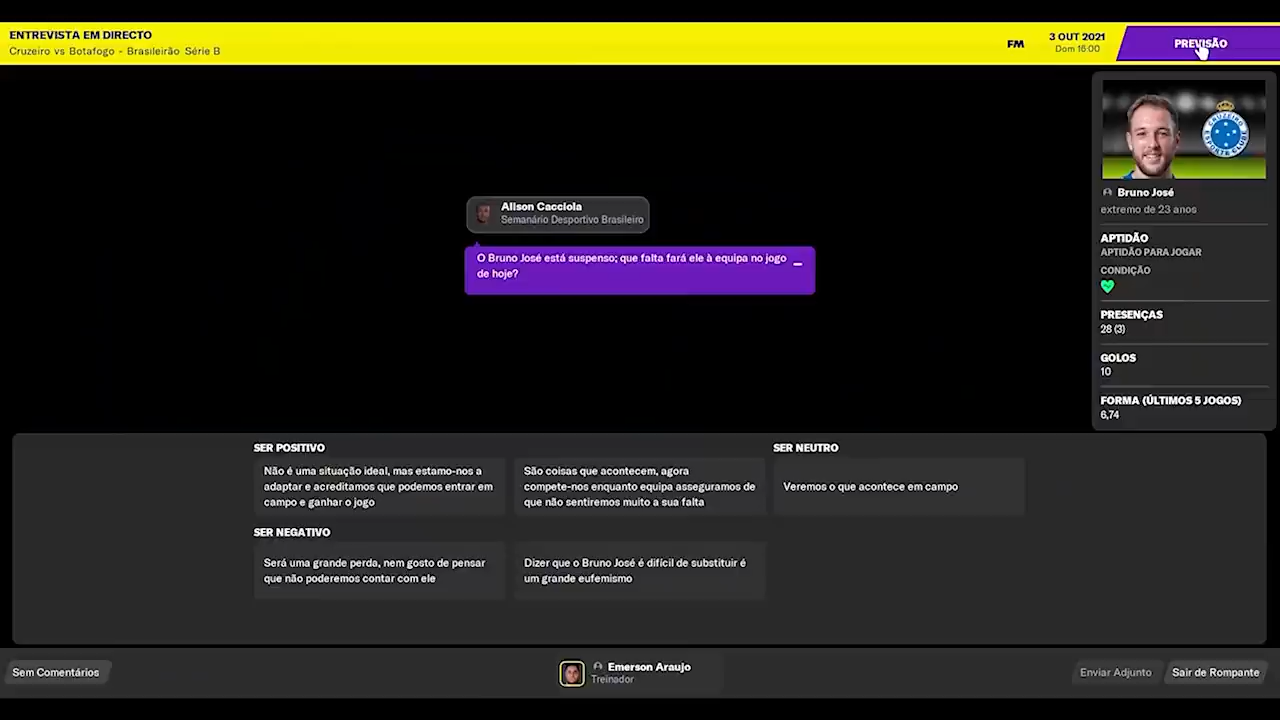 ENTREVISTA EM DIRECTO
Cruzeiro vs Botafogo - Brasileirão Série B
FM
3 OUT 2021
Dom 16:00
PREVISÃO
CRUZEIRO
ESPORTE CLUBE
Bruno José
extremo de 23 anos
APTIDÃO
APTIDÃO PARA JOGAR
CONDIÇÃO
PRESENÇAS
28 (3)
GOLOS
10
FORMA (ÚLTIMOS 5 JOGOS)
6,74
Alison Cacciola
Semanário Desportivo Brasileiro
O Bruno José está suspenso; que falta fará ele à equipa no jogo
de hoje?
SER POSITIVO
Não é uma situação ideal, mas estamo-nos a
adaptar e acreditamos que podemos entrar em
campo e ganhar o jogo
São coisas que acontecem, agora
compete-nos enquanto equipa asseguramos de
que não sentiremos muito a sua falta
SER NEUTRO
Veremos o que acontece em campo
SER NEGATIVO
Será uma grande perda, nem gosto de pensar
que não poderemos contar com ele
Dizer que o Bruno José é difícil de substituir é
um grande eufemismo
Sem Comentários
Emerson Araujo
Treinador
Enviar Adjunto
Sair de Rompante